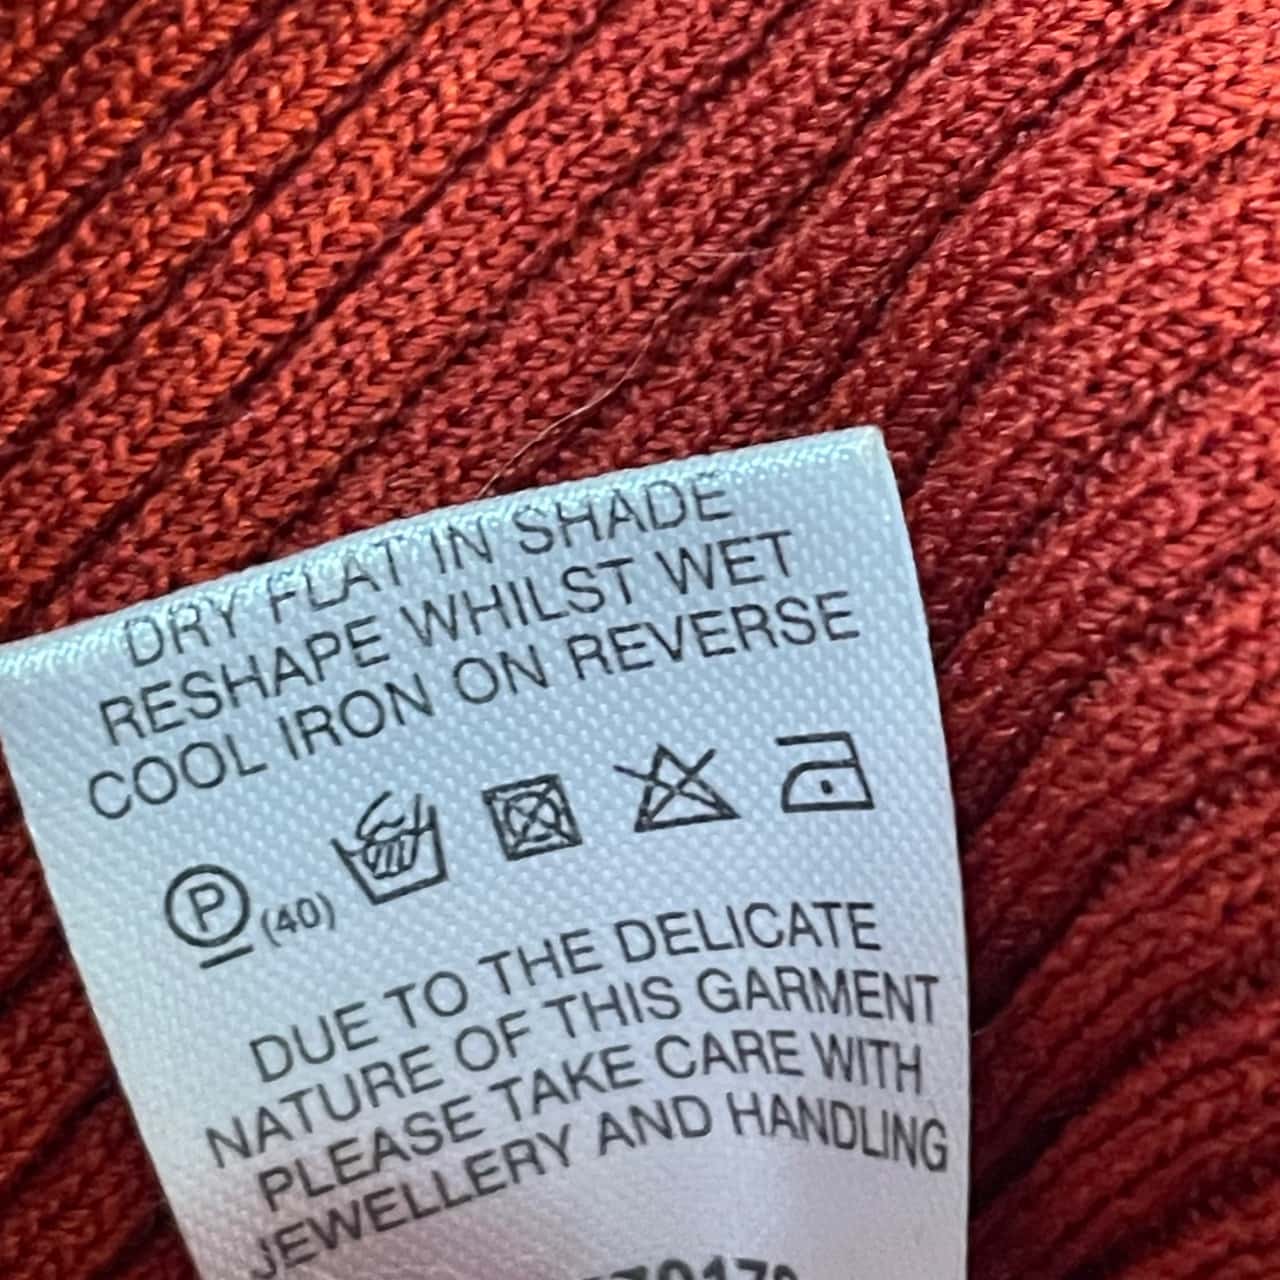 DRY FLAT IN SHADE
RESHAPE WHILST WET
COOL IRON ON REVERSE
P (40)
DUE TO THE DELICATE
NATURE OF THIS GARMENT
PLEASE TAKE CARE WITH
JEWELLERY AND HANDLING